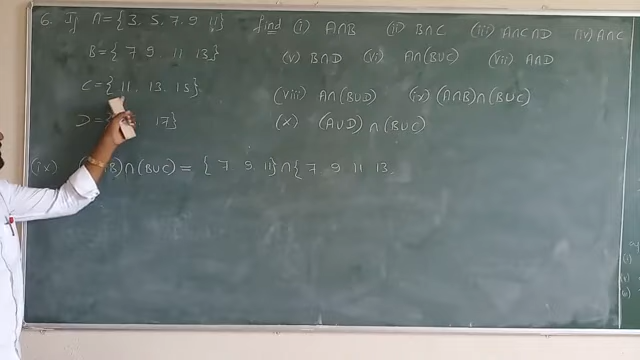 6. If A = { 3. 5. 7. 9 11} find (i) A∩B (ii) B∩C (iii) A∩C∩D (iv) A∩C
B = { 7 9 11 13} (v) B∩D (vi) A∩(B∪C) (vii) A∩D
C = { 11. 13. 15} (viii) A∩(B∪D) (ix) (A∩B)∩(B∪C)
D = 17} (x) (A∪D) ∩ (B∪C)
(ix) B)∩(B∪C) = { 7 9 11} ∩ { 7 9 11 13.